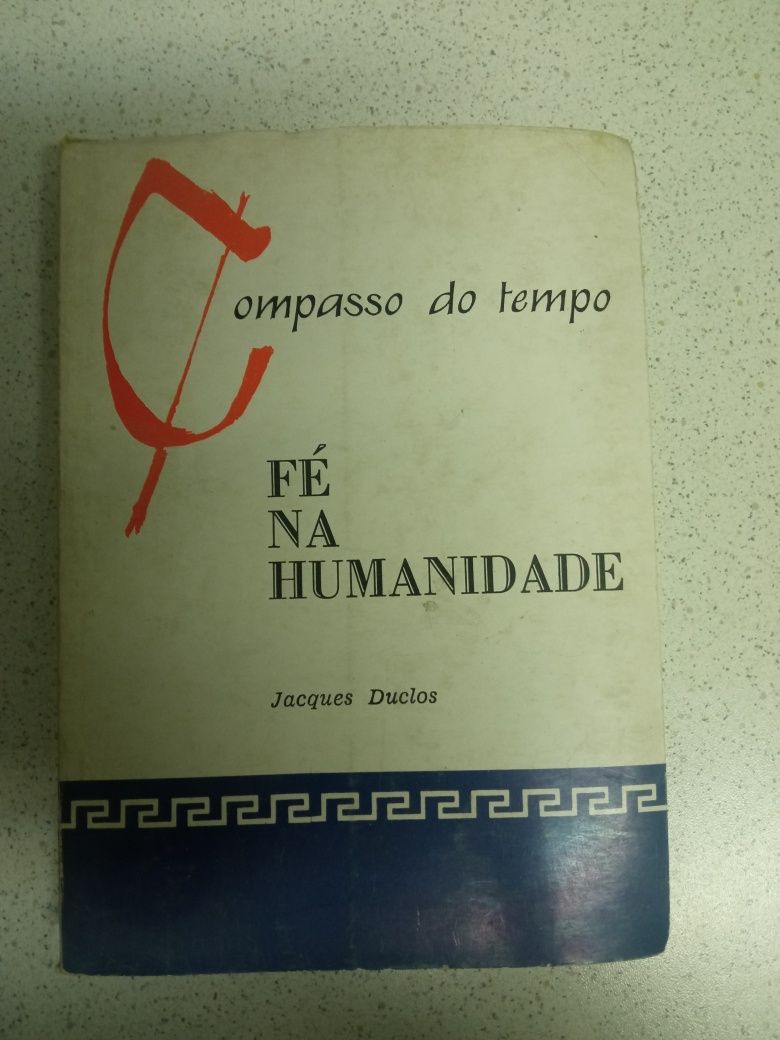 Compasso do tempo
FÉ
NA
HUMANIDADE
Jacques Duclos